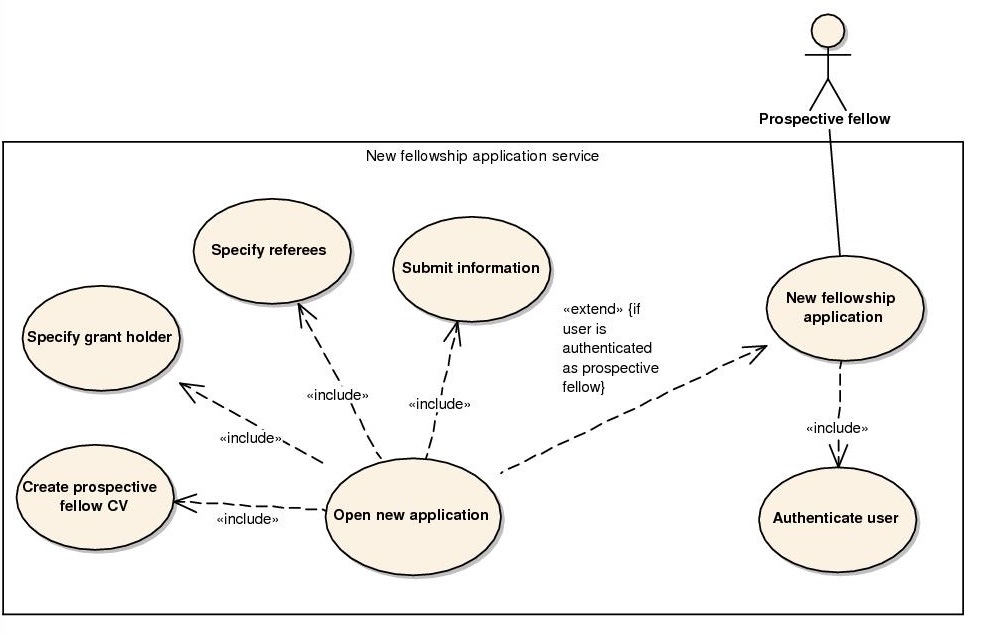 Prospective fellow
New fellowship application service
Specify referees
Submit information
New fellowship
application
«extend» {if
user is
authenticated
as prospective
fellow}
Specify grant holder
«include»
«include»
«include»
«include»
Create prospective
fellow CV
«include»
Open new application
Authenticate user